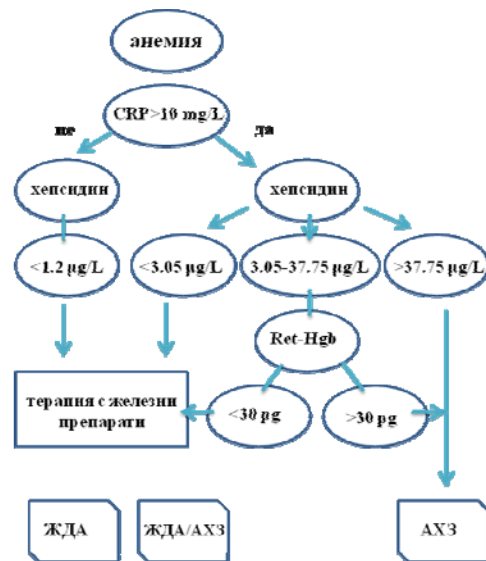 анемия
CRP>10 mg/L
не
да
хепсидин
хепсидин
<1.2 µg/L
<3.05 µg/L
3.05-37.75 µg/L
>37.75 µg/L
Ret-Hgb
терапия с железни
препарати
<30 pg
>30 pg
ЖДА
ЖДА/АХЗ
АХЗ